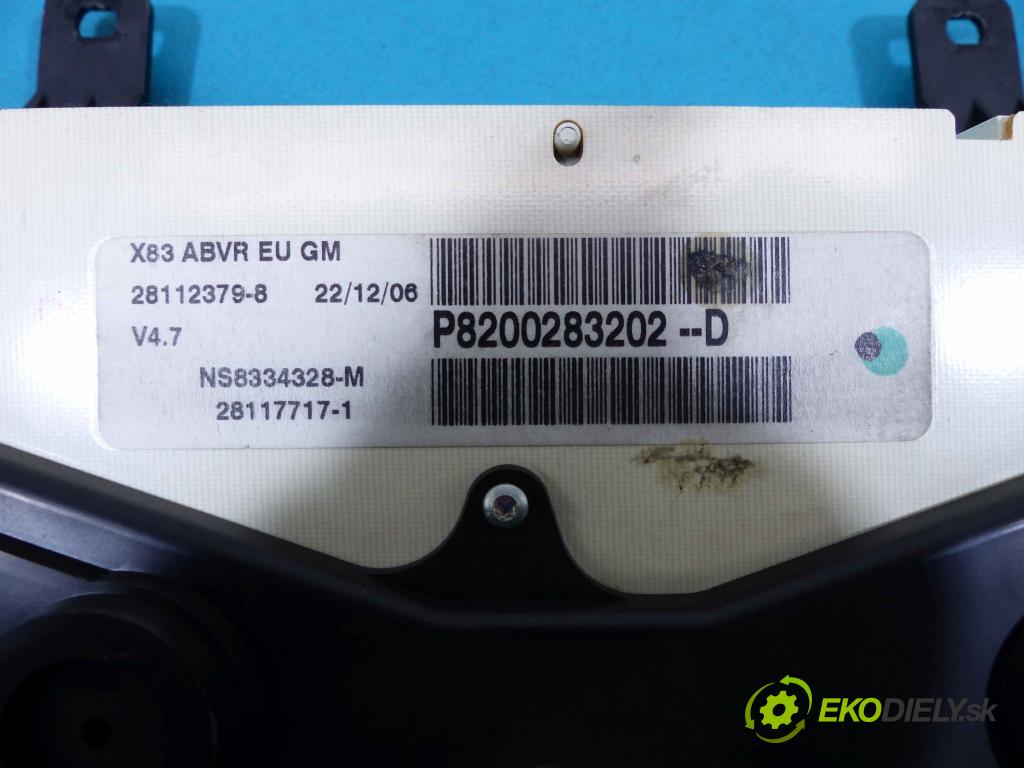 X83 ABVR EU GM
28112379-8 22/12/06
V4.7
P8200283202 --D
NS8334328-M
28117717-1
EKODIELY.sk